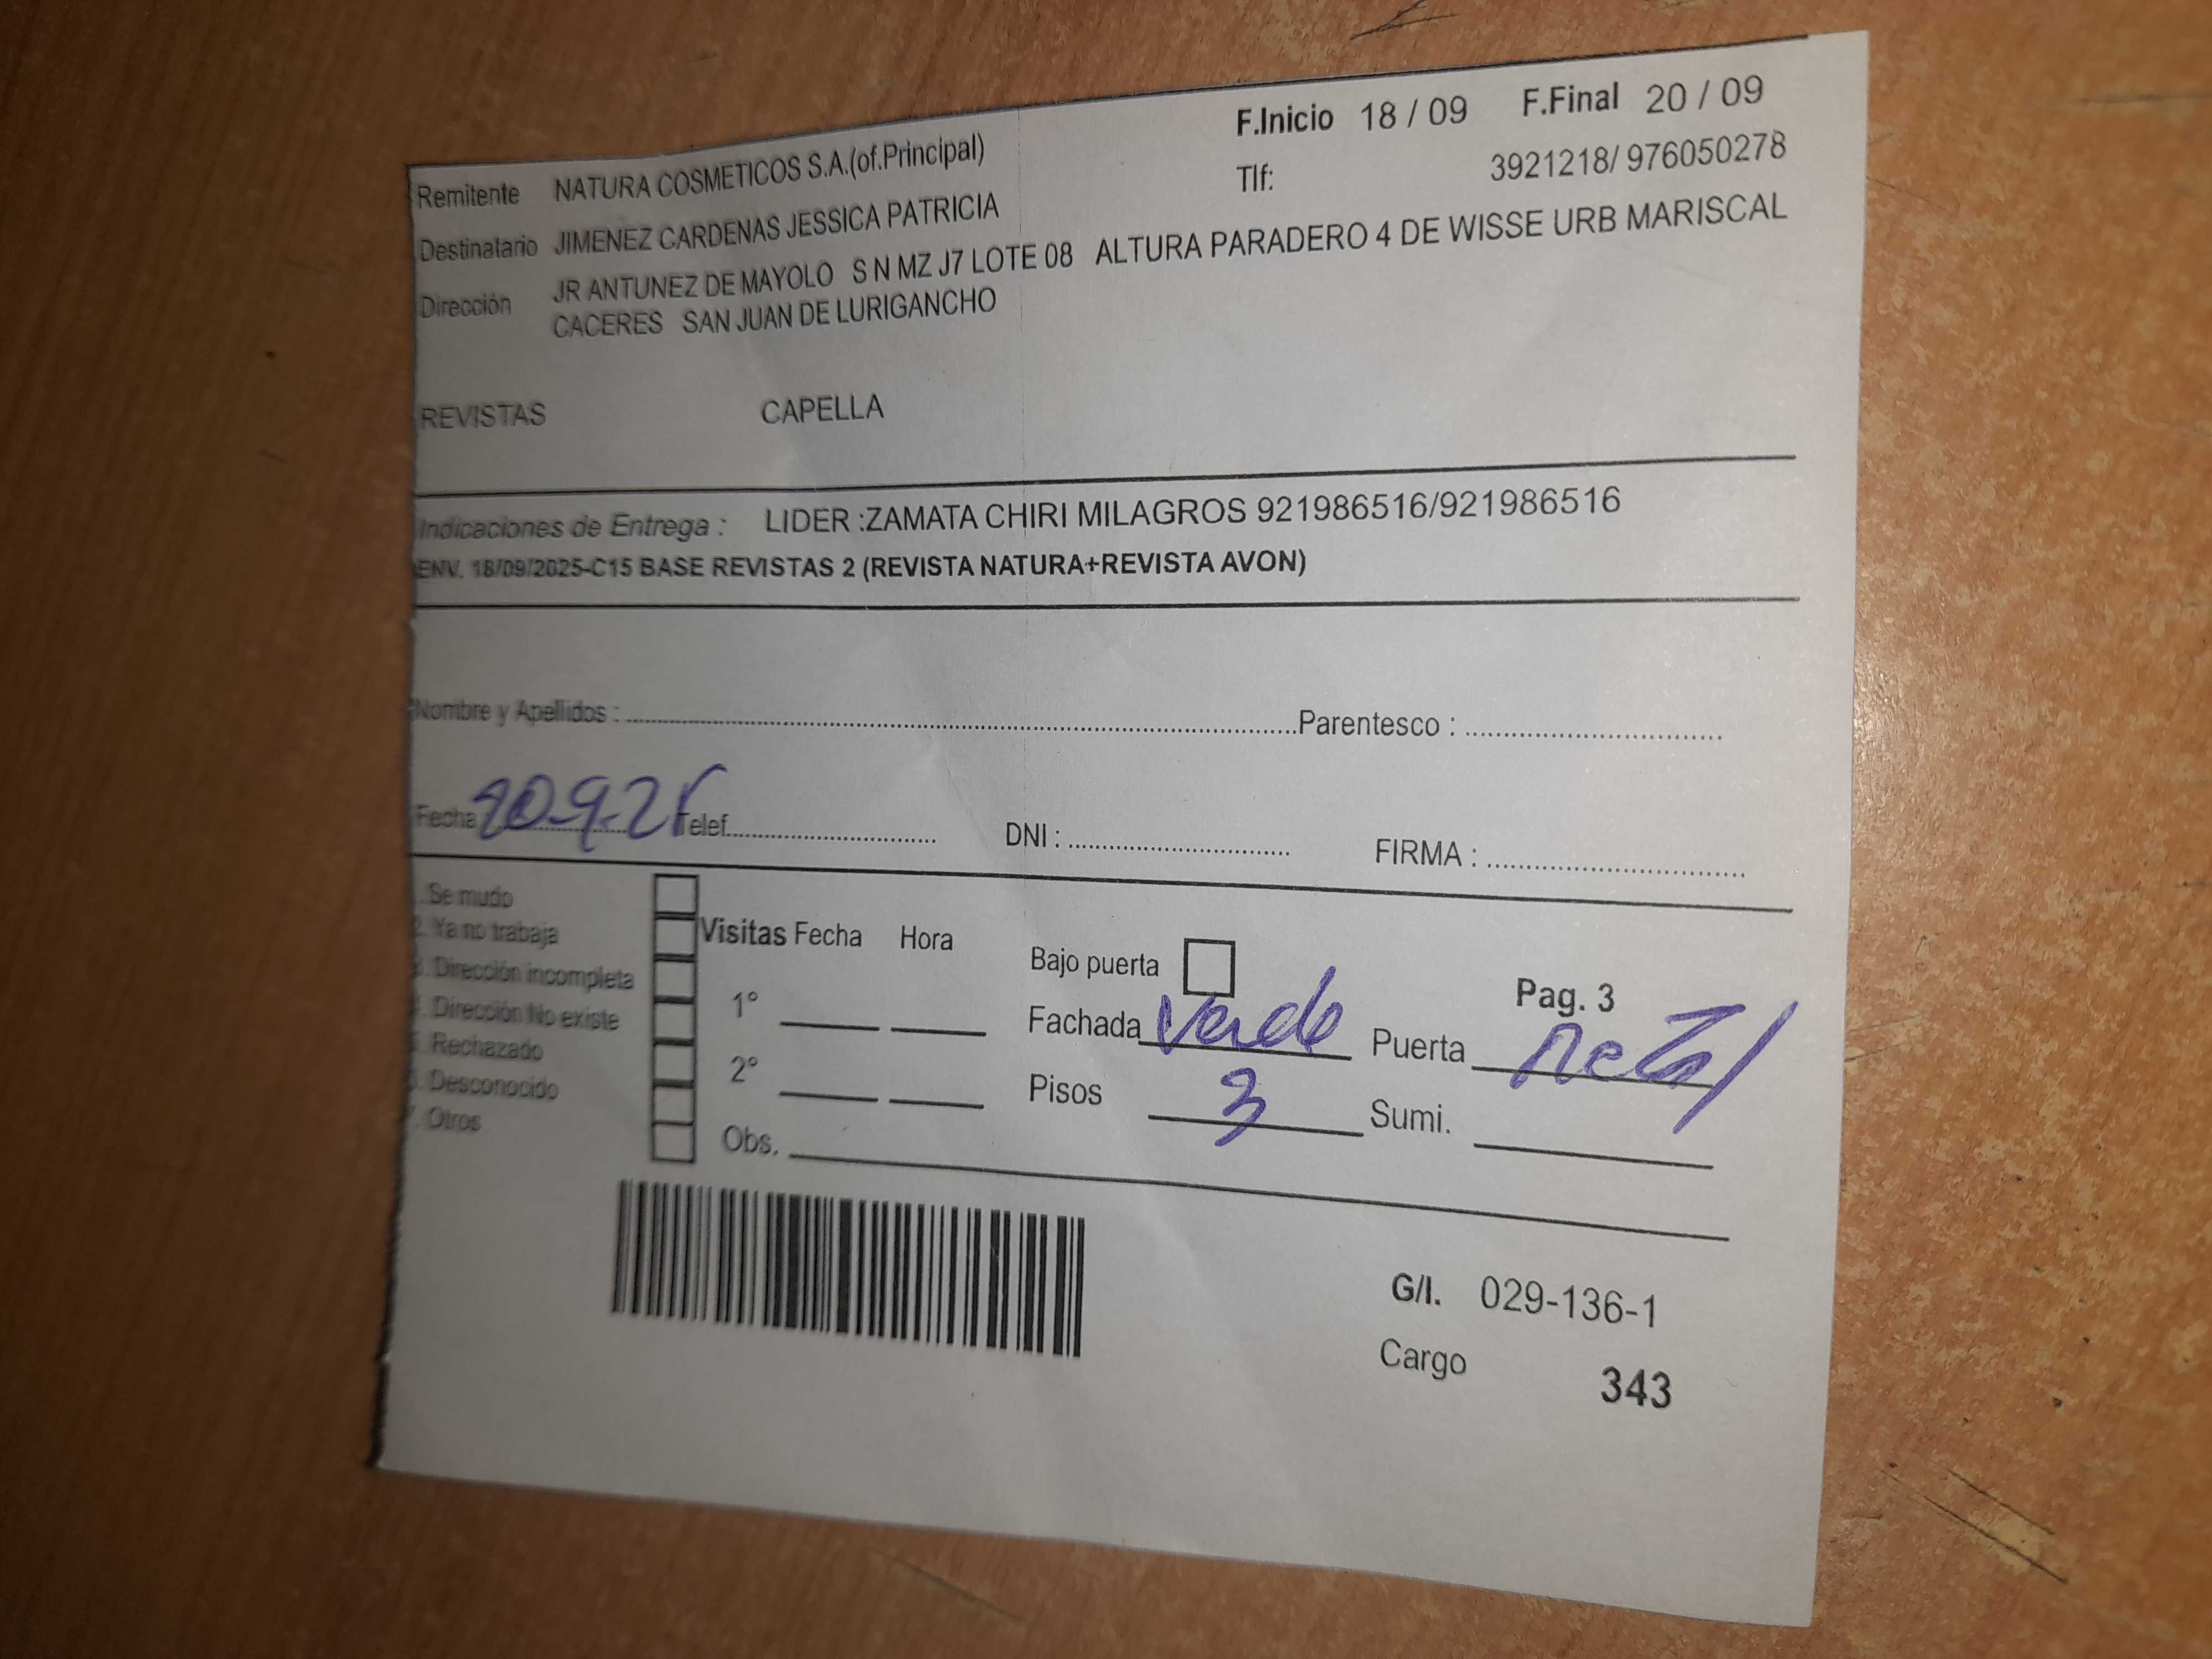 F.Inicio 18 / 09 F.Final 20 / 09
Remitente NATURA COSMETICOS S.A.(of.Principal) Tlf: 3921218/ 976050278
Destinatario JIMENEZ CARDENAS JESSICA PATRICIA
Dirección JR ANTUNEZ DE MAYOLO S N MZ J7 LOTE 08 ALTURA PARADERO 4 DE WISSE URB MARISCAL
CACERES SAN JUAN DE LURIGANCHO
REVISTAS CAPELLA
Indicaciones de Entrega : LIDER :ZAMATA CHIRI MILAGROS 921986516/921986516
ENV. 18/09/2025-C15 BASE REVISTAS 2 (REVISTA NATURA+REVISTA AVON)
Nombre y Apellidos : Parentesco :
Fecha 20-9-25 Telef. DNI : FIRMA :
. Se mudo
2. Ya no trabaja Visitas Fecha Hora Bajo puerta Pag. 3
3. Dirección incompleta
4. Dirección No existe 1° Fachada Verde Puerta Metal
5. Rechazado
6. Desconocido 2° Pisos 3 Sumi.
7. Otros Obs.
G/I. 029-136-1
Cargo 343